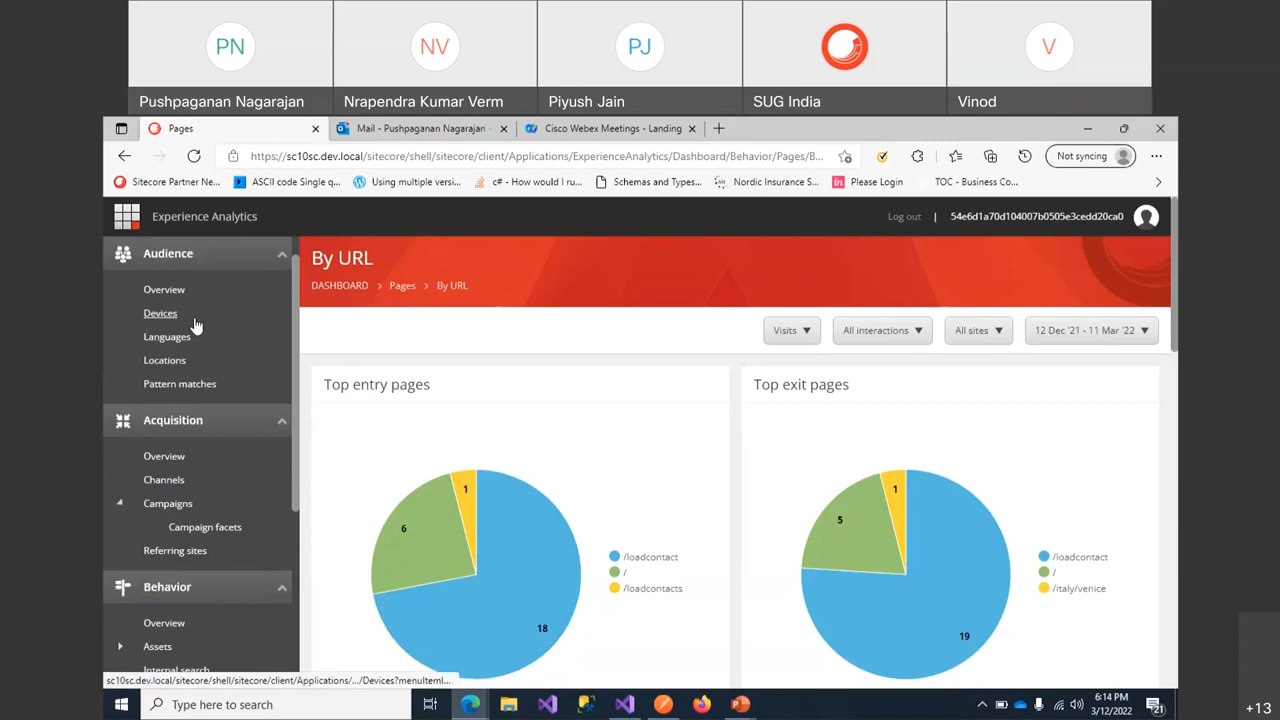 PN
NV
PJ
V
Pushpaganan Nagarajan
Nrapendra Kumar Verm
Piyush Jain
SUG India
Vinod
Pages
Mail - Pushpaganan Nagarajan -
Cisco Webex Meetings - Landing
https://sc10sc.dev.local/sitecore/shell/sitecore/client/Applications/ExperienceAnalytics/Dashboard/Behavior/Pages/B...
Not syncing
Sitecore Partner Ne...
ASCII code Single q...
Using multiple versi...
c# - How would I ru...
Schemas and Types...
Nordic Insurance S...
Please Login
TOC - Business Co...
Experience Analytics
Log out
54e6d1a70d104007b0505e3cedd20ca0
Audience
Overview
Devices
Languages
Locations
Pattern matches
Acquisition
Overview
Channels
Campaigns
Campaign facets
Referring sites
Behavior
Overview
Assets
Internal search
By URL
DASHBOARD > Pages > By URL
Visits
All interactions
All sites
12 Dec '21 - 11 Mar '22
Top entry pages
1
6
18
/loadcontact
/
/loadcontacts
Top exit pages
1
5
19
/loadcontact
/
/italy/venice
sc10sc.dev.local/sitecore/shell/sitecore/client/Applications/.../Devices?menuItemI...
Type here to search
6:14 PM
3/12/2022
21
+13